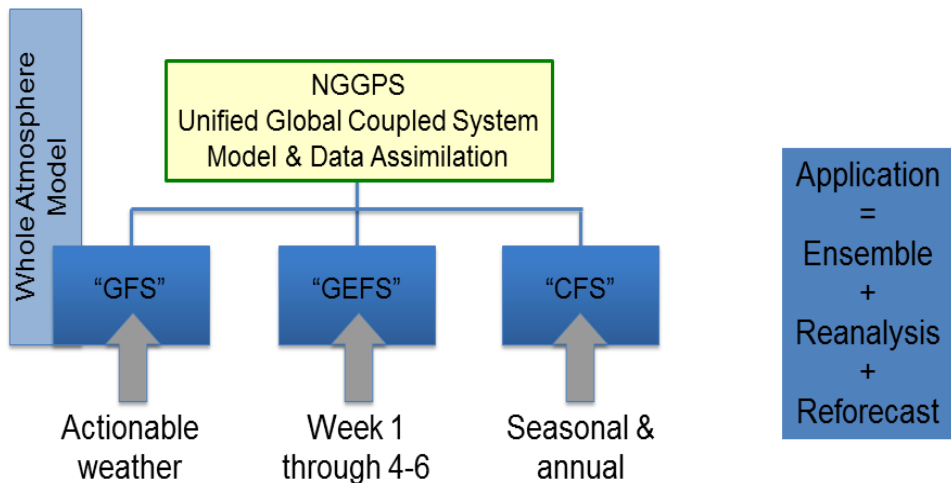 Whole Atmosphere
Model
NGGPS
Unified Global Coupled System
Model & Data Assimilation
“GFS”
“GEFS”
“CFS”
Actionable
weather
Week 1
through 4-6
Seasonal &
annual
Application
=
Ensemble
+
Reanalysis
+
Reforecast